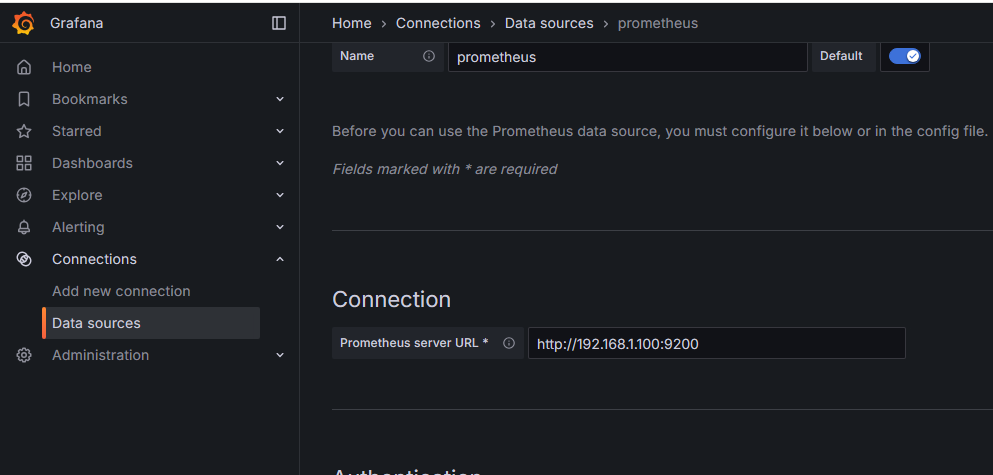 Grafana
Home › Connections › Data sources › prometheus
Home
Bookmarks
Starred
Dashboards
Explore
Alerting
Connections
Add new connection
Data sources
Administration
Name prometheus Default
Before you can use the Prometheus data source, you must configure it below or in the config file.
Fields marked with * are required
Connection
Prometheus server URL * http://192.168.1.100:9200
Authentication